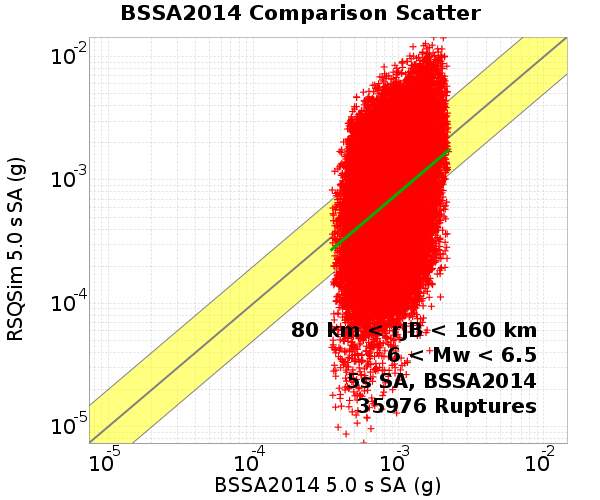 BSSA2014 Comparison Scatter
RSQSim 5.0 s SA (g)
10⁻²
10⁻³
10⁻⁴
10⁻⁵
80 km < rJB < 160 km
6 < Mw < 6.5
5s SA, BSSA2014
35976 Ruptures
10⁻⁵ 10⁻⁴ 10⁻³ 10⁻²
BSSA2014 5.0 s SA (g)